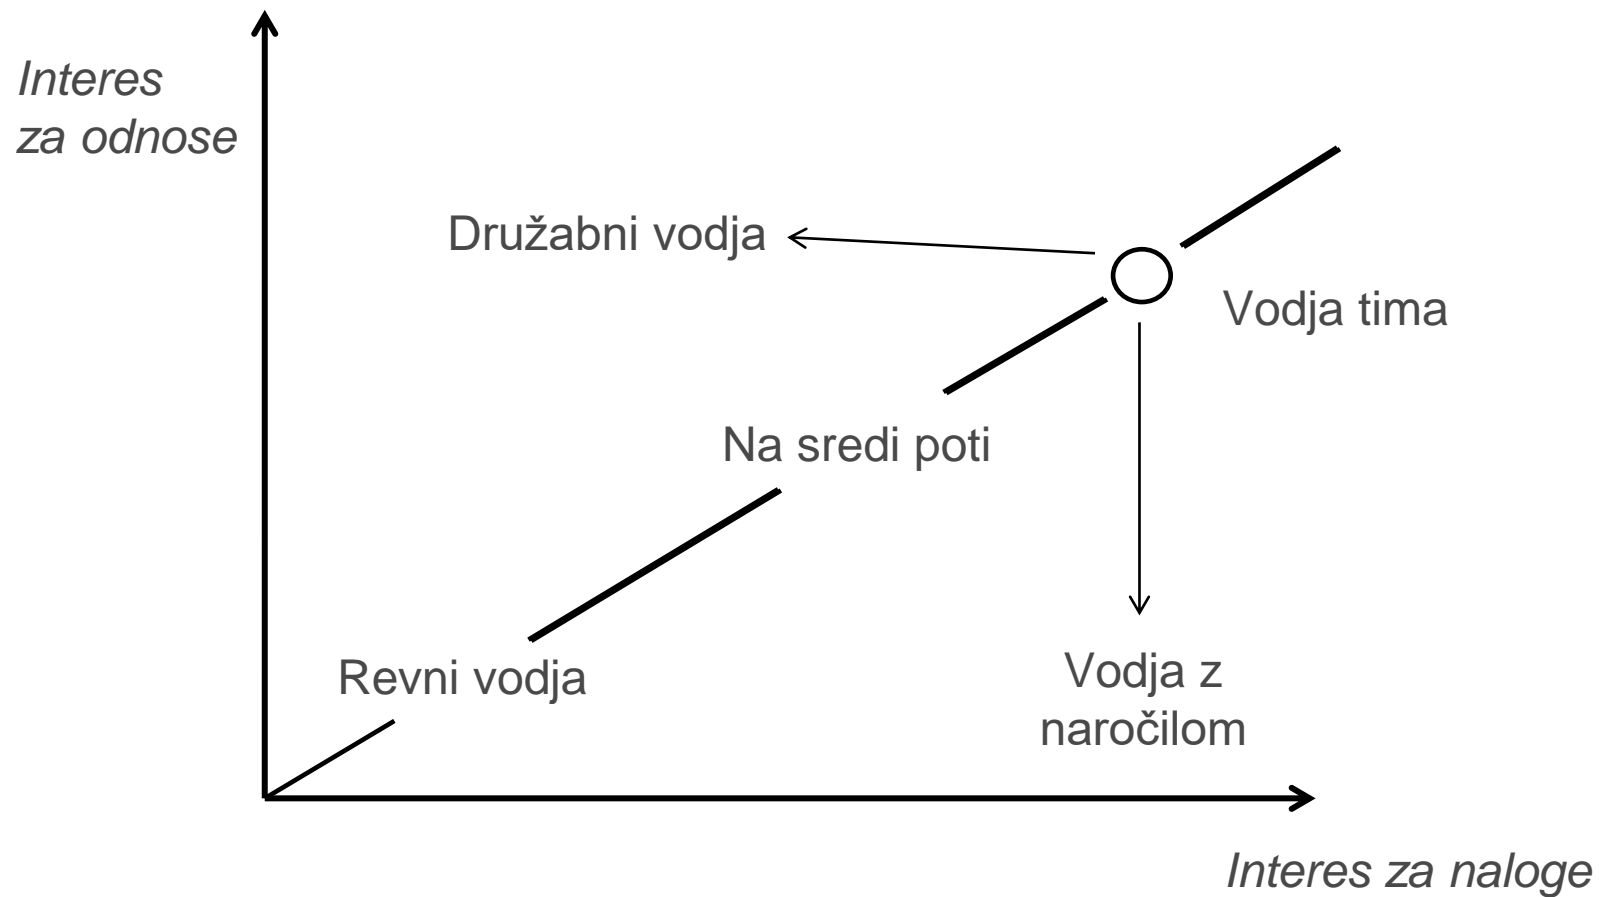 Interes
za odnose
Družabni vodja
Vodja tima
Na sredi poti
Revni vodja
Vodja z
naročilom
Interes za naloge